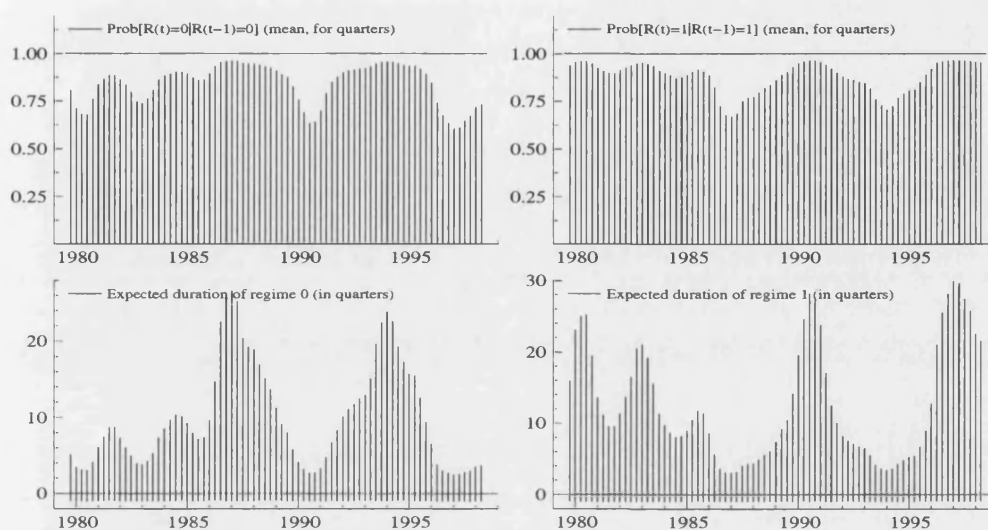 Prob[R(t)=0|R(t−1)=0] (mean, for quarters)
1.00
0.75
0.50
0.25
1980 1985 1990 1995
Prob[R(t)=1|R(t−1)=1] (mean, for quarters)
1.00
0.75
0.50
0.25
1980 1985 1990 1995
Expected duration of regime 0 (in quarters)
20
10
0
1980 1985 1990 1995
30
Expected duration of regime 1 (in quarters)
20
10
0
1980 1985 1990 1995